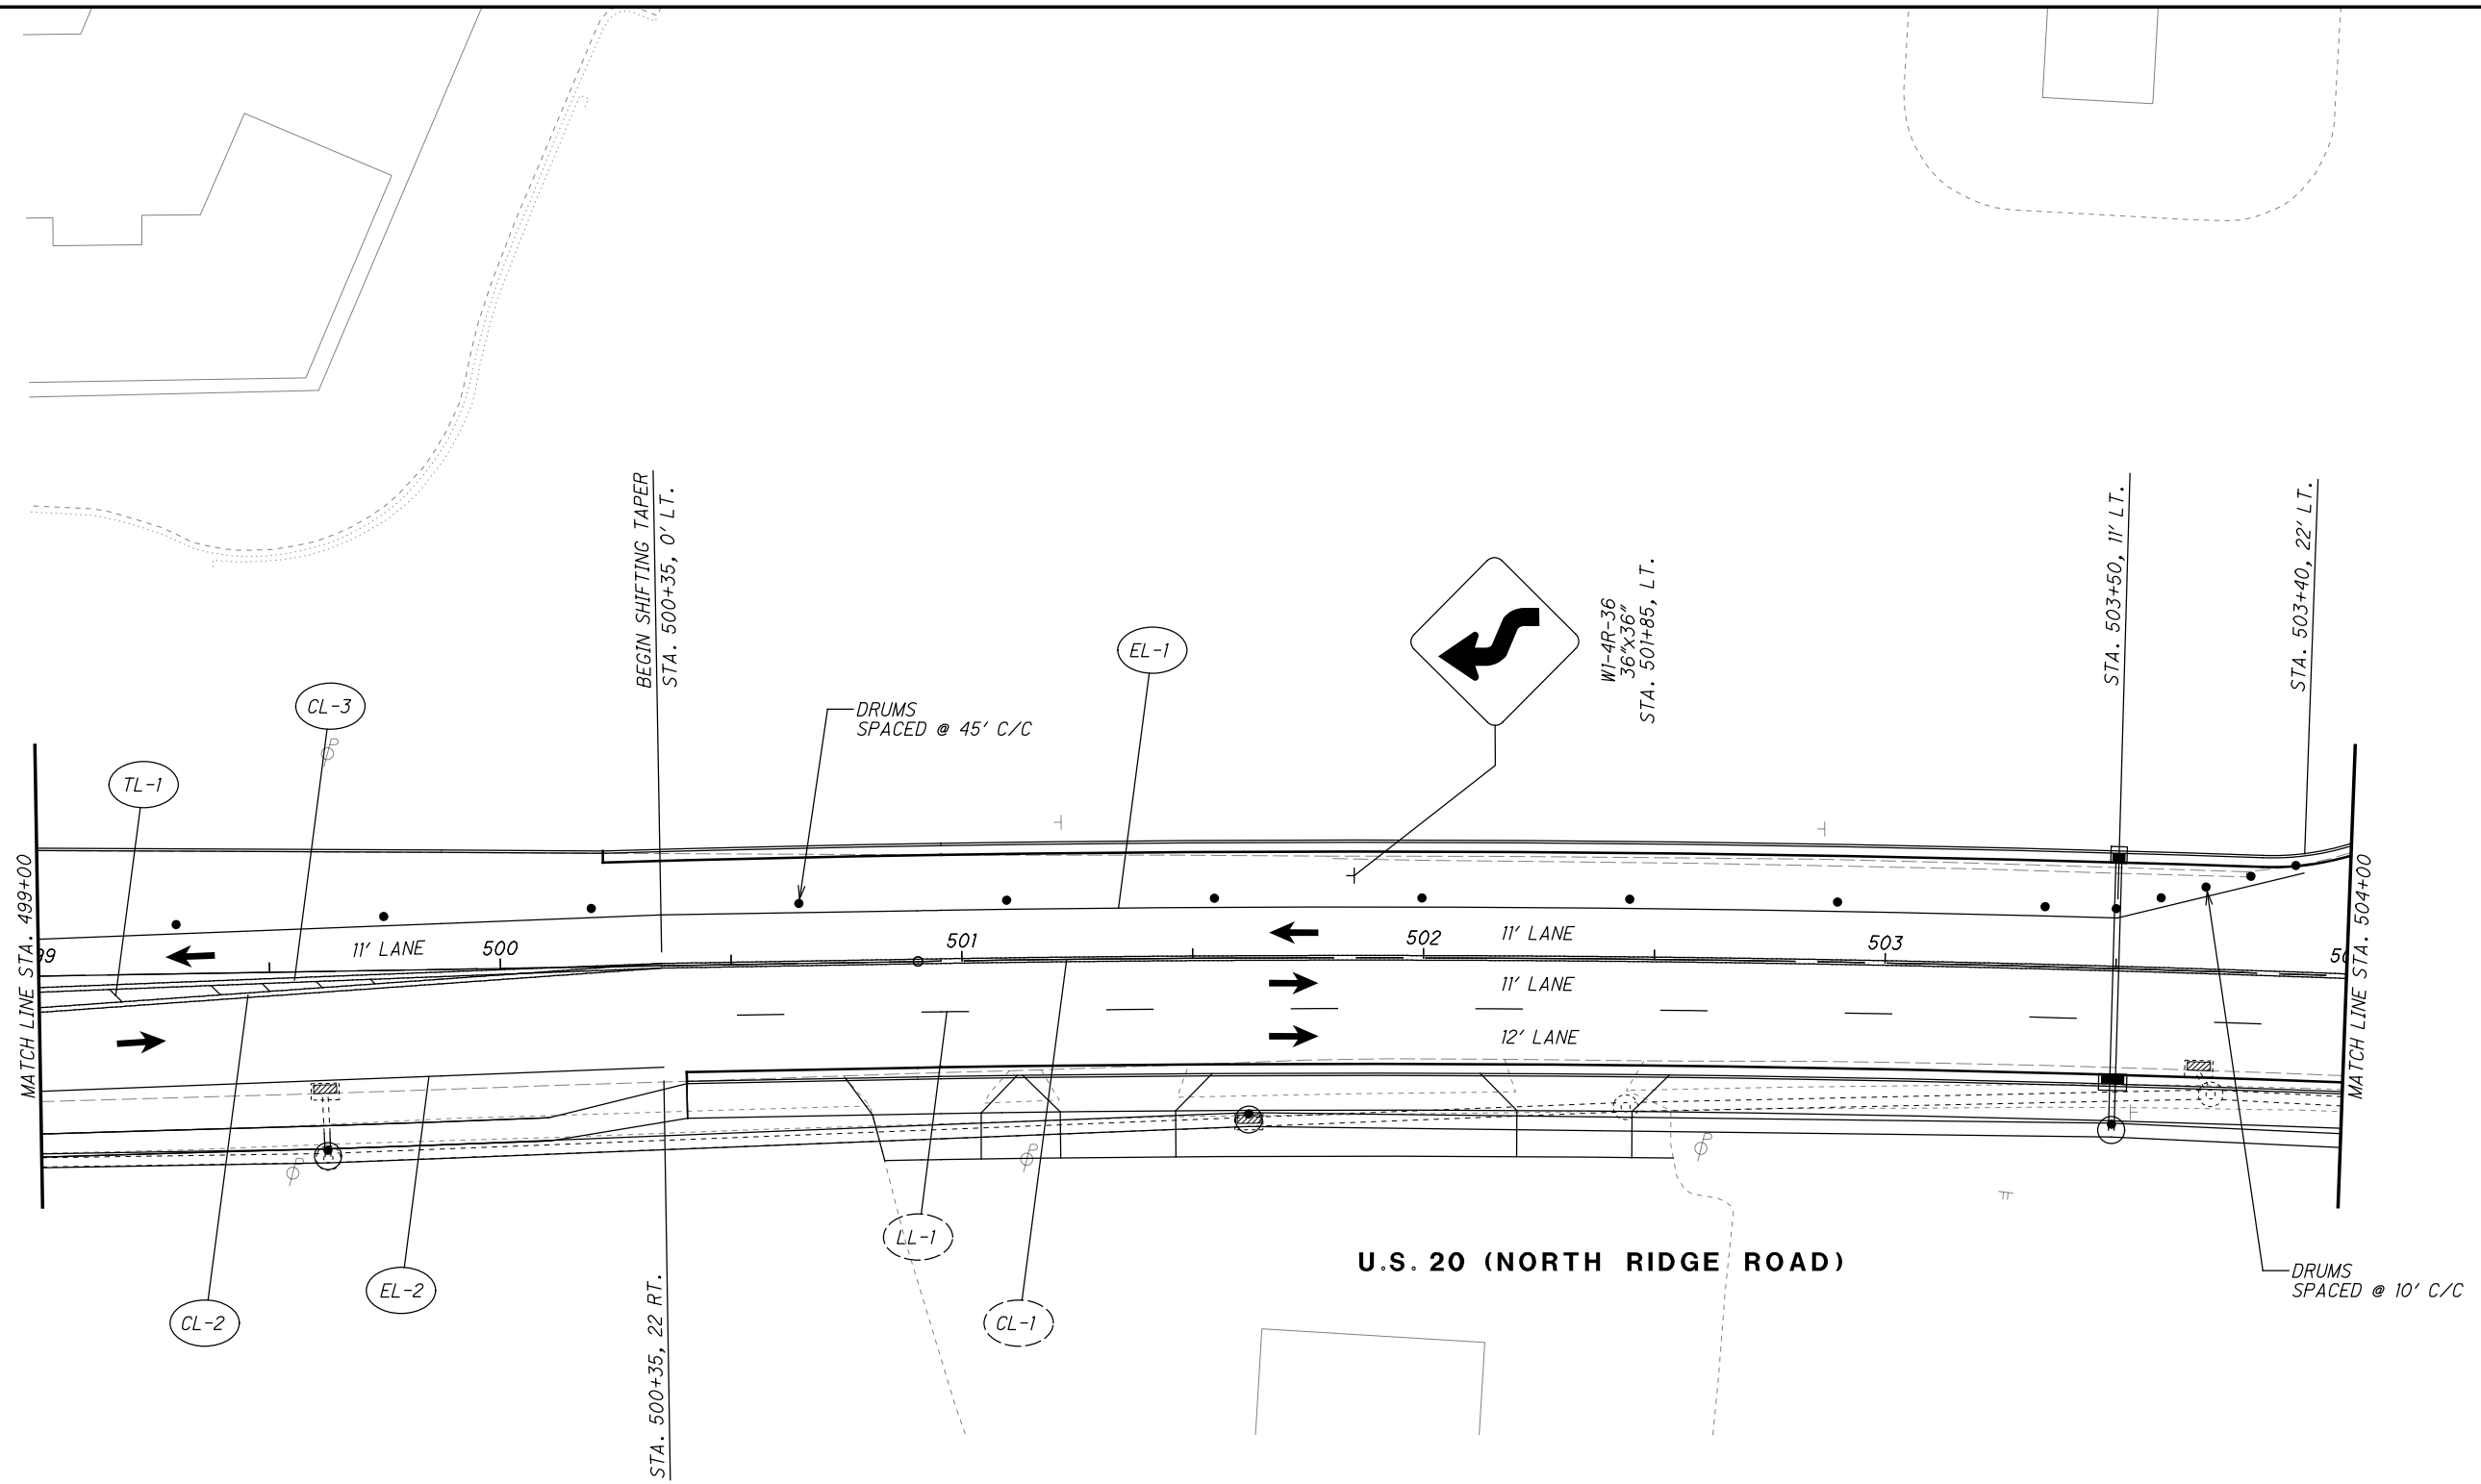 BEGIN SHIFTING TAPER
STA. 500+35, 0' LT.
STA. 503+50, 11' LT.
STA. 503+40, 22' LT.
W1-4R-36
36"x36"
STA. 501+85, LT.
EL-1
CL-3
DRUMS
SPACED @ 45' C/C
TL-1
MATCH LINE STA. 499+00
99
11' LANE
500
501
11' LANE
502
503
50
MATCH LINE STA. 504+00
11' LANE
12' LANE
P
P
P
P
LL-1
U.S. 20 (NORTH RIDGE ROAD)
EL-2
CL-2
CL-1
DRUMS
SPACED @ 10' C/C
STA. 500+35, 22 RT.